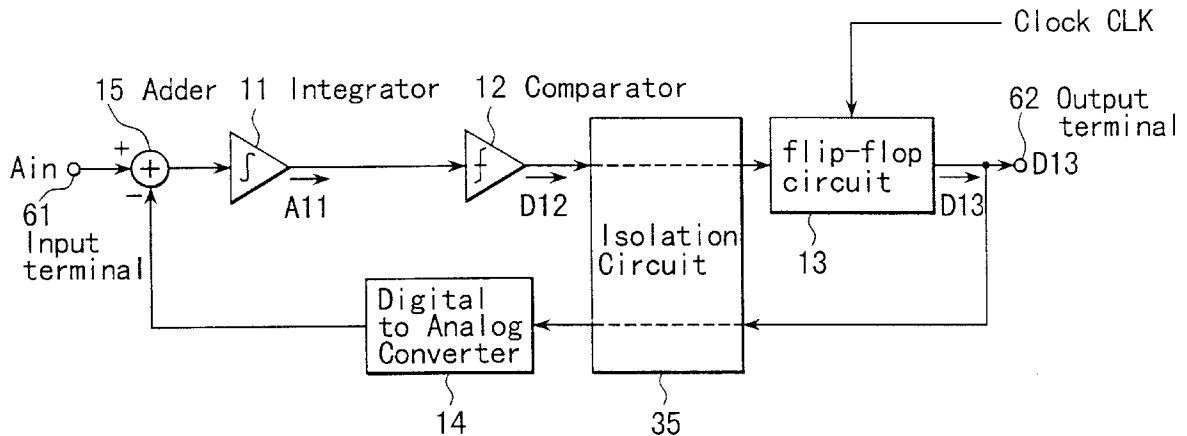 Clock CLK
15 Adder
11 Integrator
12 Comparator
62 Output
terminal
+
+
Ain
−
∫
A11
D12
flip-flop
circuit
D13
D13
61
Input
terminal
Isolation
Circuit
13
Digital
to Analog
Converter
14
35